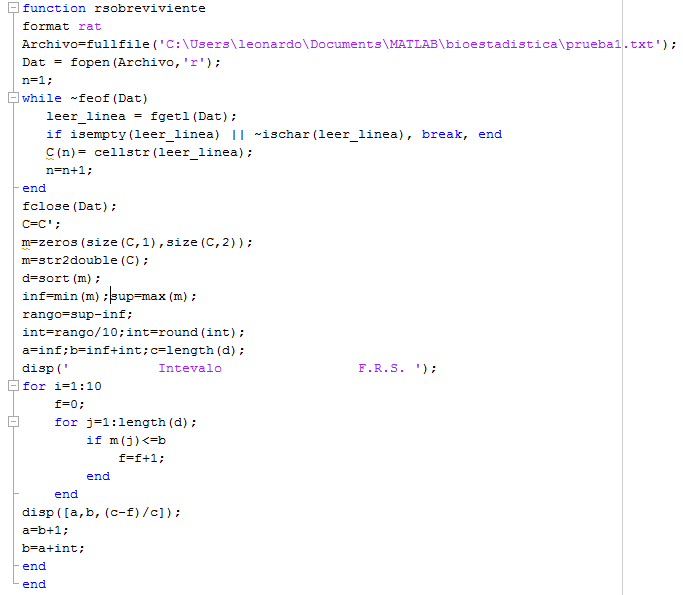 function rsobreviviente
format rat
Archivo=fullfile('C:\Users\leonardo\Documents\MATLAB\bioestadistica\prueba1.txt');
Dat = fopen(Archivo,'r');
n=1;
while ~feof(Dat)
   leer_linea = fgetl(Dat);
   if isempty(leer_linea) || ~ischar(leer_linea), break, end
   C(n)= cellstr(leer_linea);
   n=n+1;
end
fclose(Dat);
C=C';
m=zeros(size(C,1),size(C,2));
m=str2double(C);
d=sort(m);
inf=min(m);sup=max(m);
rango=sup-inf;
int=rango/10;int=round(int);
a=inf;b=inf+int;c=length(d);
disp('           Intevalo                 F.R.S. ');
for i=1:10
    f=0;
    for j=1:length(d);
        if m(j)<=b
            f=f+1;
        end
    end
disp([a,b,(c-f)/c]);
a=b+1;
b=a+int;
end
end